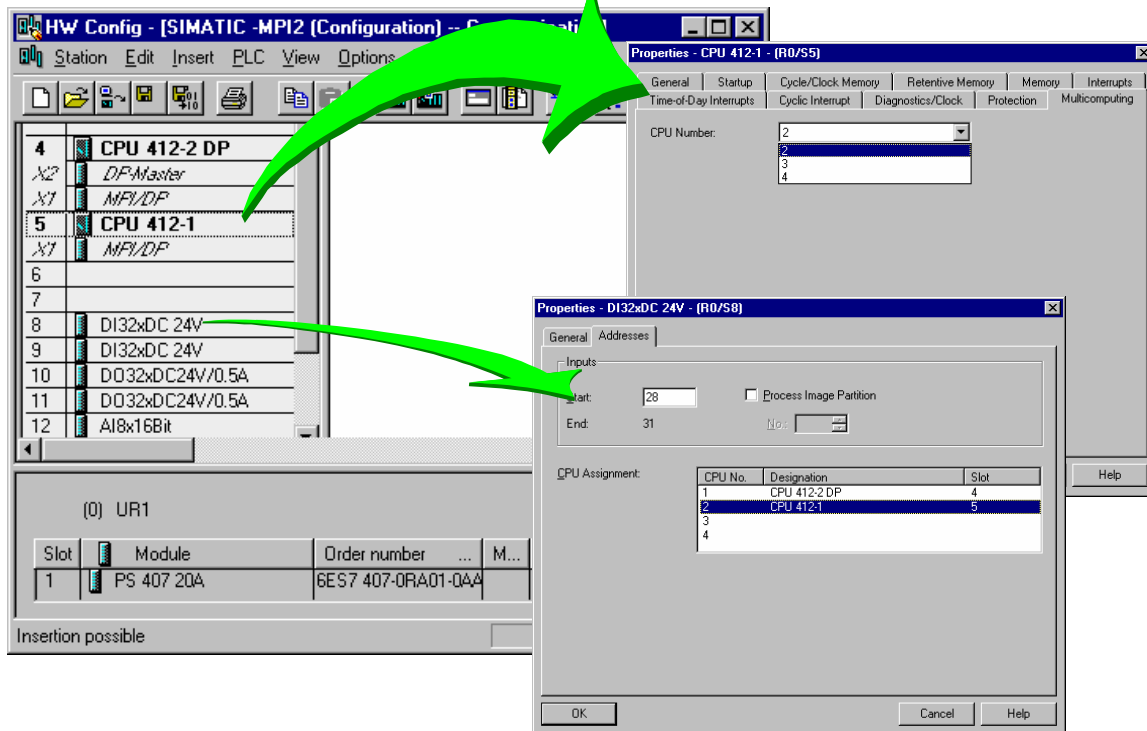 HW Config - [SIMATIC -MPI2 (Configuration) --
Station Edit Insert PLC View Options
4 CPU 412-2 DP
X2 DP-Master
X1 MPI/DP
5 CPU 412-1
X1 MPI/DP
6
7
8 DI32xDC 24V
9 DI32xDC 24V
10 DO32xDC24V/0.5A
11 DO32xDC24V/0.5A
12 AI8x16Bit
(0) UR1
Slot Module Order number ... M...
1 PS 407 20A 6ES7 407-0RA01-0AA
Insertion possible
Properties - CPU 412-1 - (R0/S5)
General Startup Cycle/Clock Memory Retentive Memory Memory Interrupts
Time-of-Day Interrupts Cyclic Interrupt Diagnostics/Clock Protection Multicomputing
CPU Number: 2
2
3
4
Help
Properties - DI32xDC 24V - (R0/S8)
General Addresses
Inputs
Start: 28 Process Image Partition
End: 31 No.:
CPU Assignment:
CPU No. Designation Slot
1 CPU 412-2 DP 4
2 CPU 412-1 5
3
4
OK Cancel Help